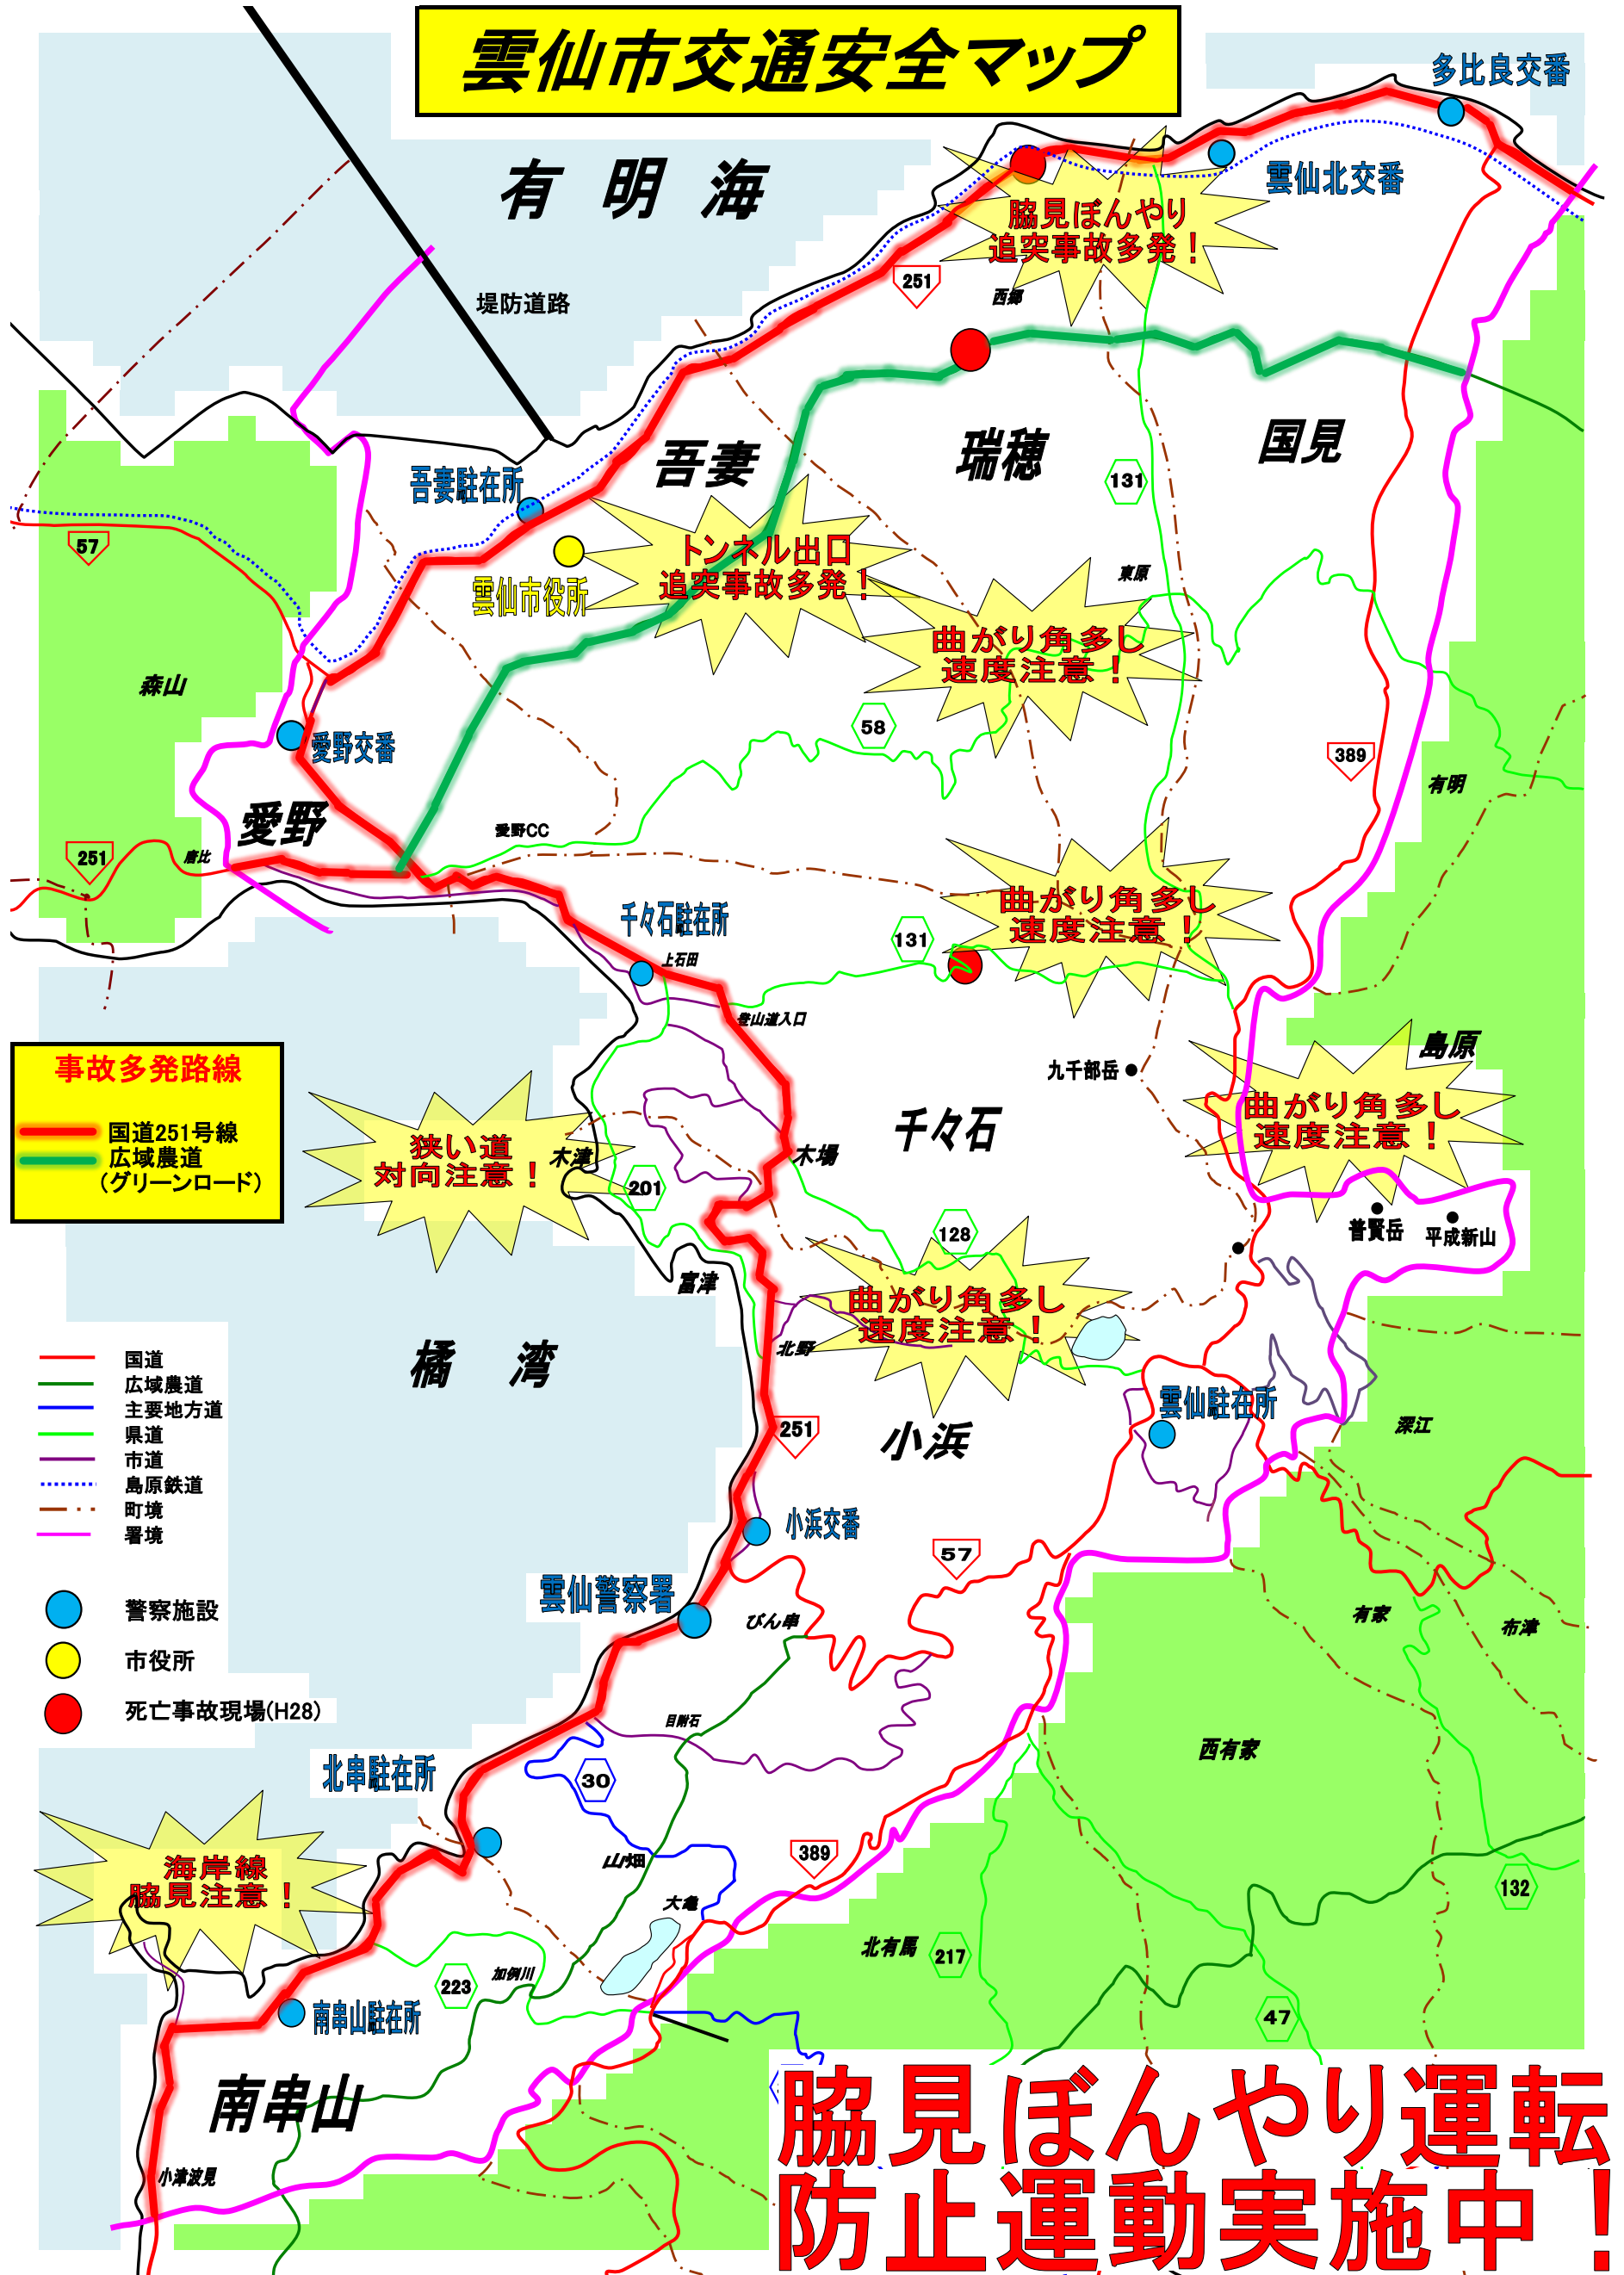 雲仙市交通安全マップ
多比良交番
有明海
雲仙北交番
脇見ぼんやり
追突事故多発！
251
西郷
堤防道路
吾妻
瑞穂
国見
吾妻駐在所
131
57
トンネル出口
追突事故多発！
雲仙市役所
東原
曲がり角多し
速度注意！
森山
58
愛野交番
389
有明
愛野
愛野CC
251
唐比
曲がり角多し
速度注意！
千々石駐在所
131
上石田
登山道入口
島原
事故多発路線
国道251号線
広域農道
(グリーンロード)
九千部岳
曲がり角多し
速度注意！
千々石
狭い道
対向注意！
木津
木場
201
128
普賢岳
平成新山
富津
曲がり角多し
速度注意！
北野
橘湾
国道
広域農道
主要地方道
県道
市道
島原鉄道
町境
署境
雲仙駐在所
251
小浜
深江
小浜交番
57
雲仙警察署
びん串
有家
布津
警察施設
市役所
死亡事故現場(H28)
目附石
西有家
北串駐在所
30
389
山畑
海岸線
脇見注意！
大亀
132
北有馬
217
加例川
223
47
南串山駐在所
南串山
小津波見
脇見ぼんやり運転
防止運動実施中！